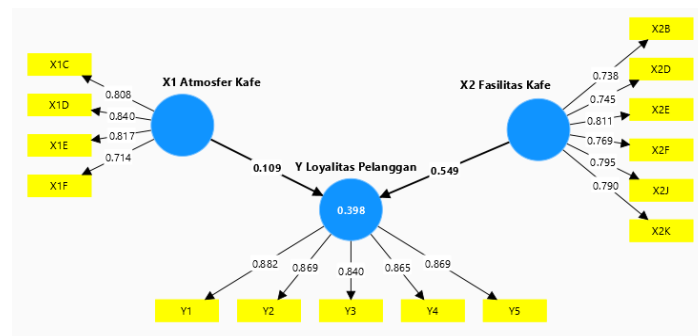 X2B
X1C
X1 Atmosfer Kafe
X2 Fasilitas Kafe
0.738
X2D
0.808
0.745
X1D
0.840
0.811
X2E
X1E
0.817
0.769
X2F
0.714
0.795
X1F
Y Loyalitas Pelanggan
0.790
X2J
0.109
0.549
0.398
X2K
0.882
0.869
0.840
0.865
0.869
Y1
Y2
Y3
Y4
Y5